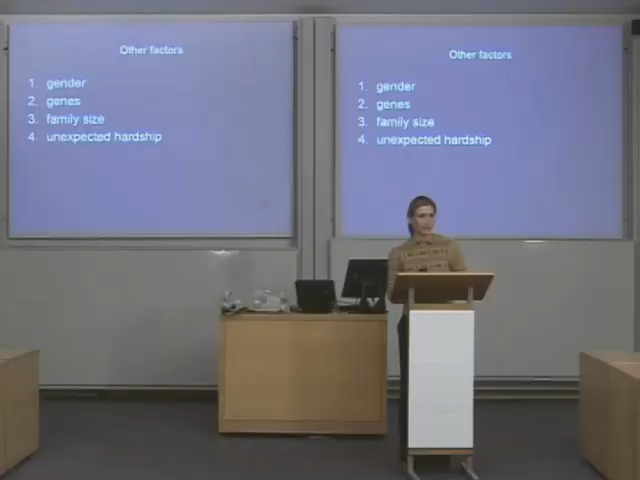 Other factors
1. gender
2. genes
3. family size
4. unexpected hardship
Other factors
1. gender
2. genes
3. family size
4. unexpected hardship